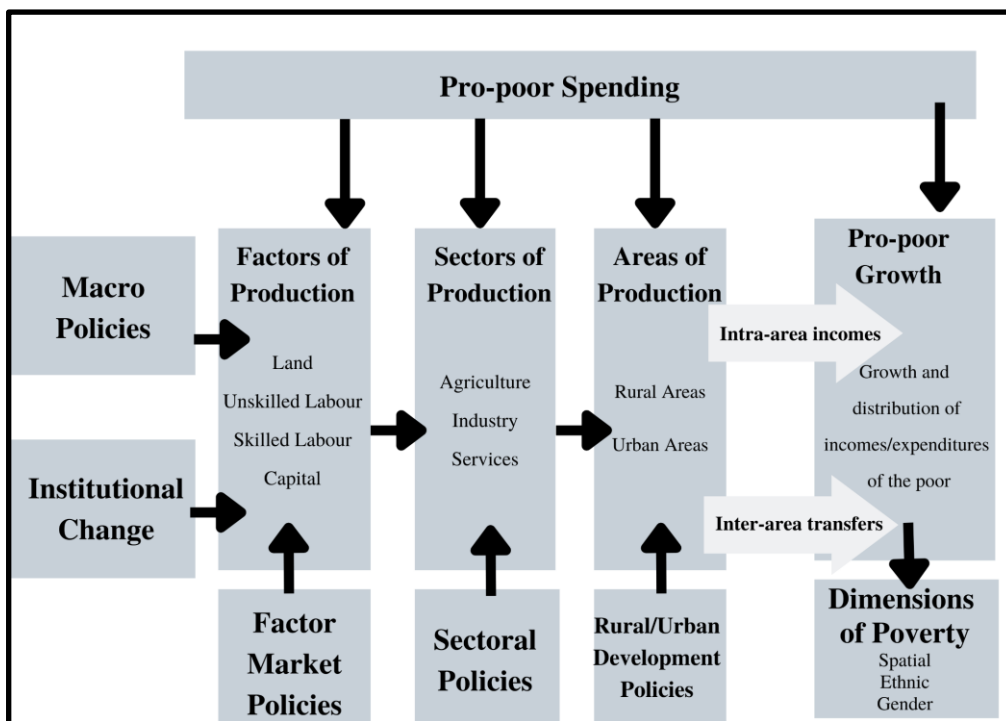 Pro-poor Spending
Macro
Policies
Institutional
Change
Factors of
Production
Land
Unskilled Labour
Skilled Labour
Capital
Factor
Market
Policies
Sectors of
Production
Agriculture
Industry
Services
Sectoral
Policies
Areas of
Production
Rural Areas
Urban Areas
Rural/Urban
Development
Policies
Intra-area incomes
Inter-area transfers
Pro-poor
Growth
Growth and
distribution of
incomes/expenditures
of the poor
Dimensions
of Poverty
Spatial
Ethnic
Gender